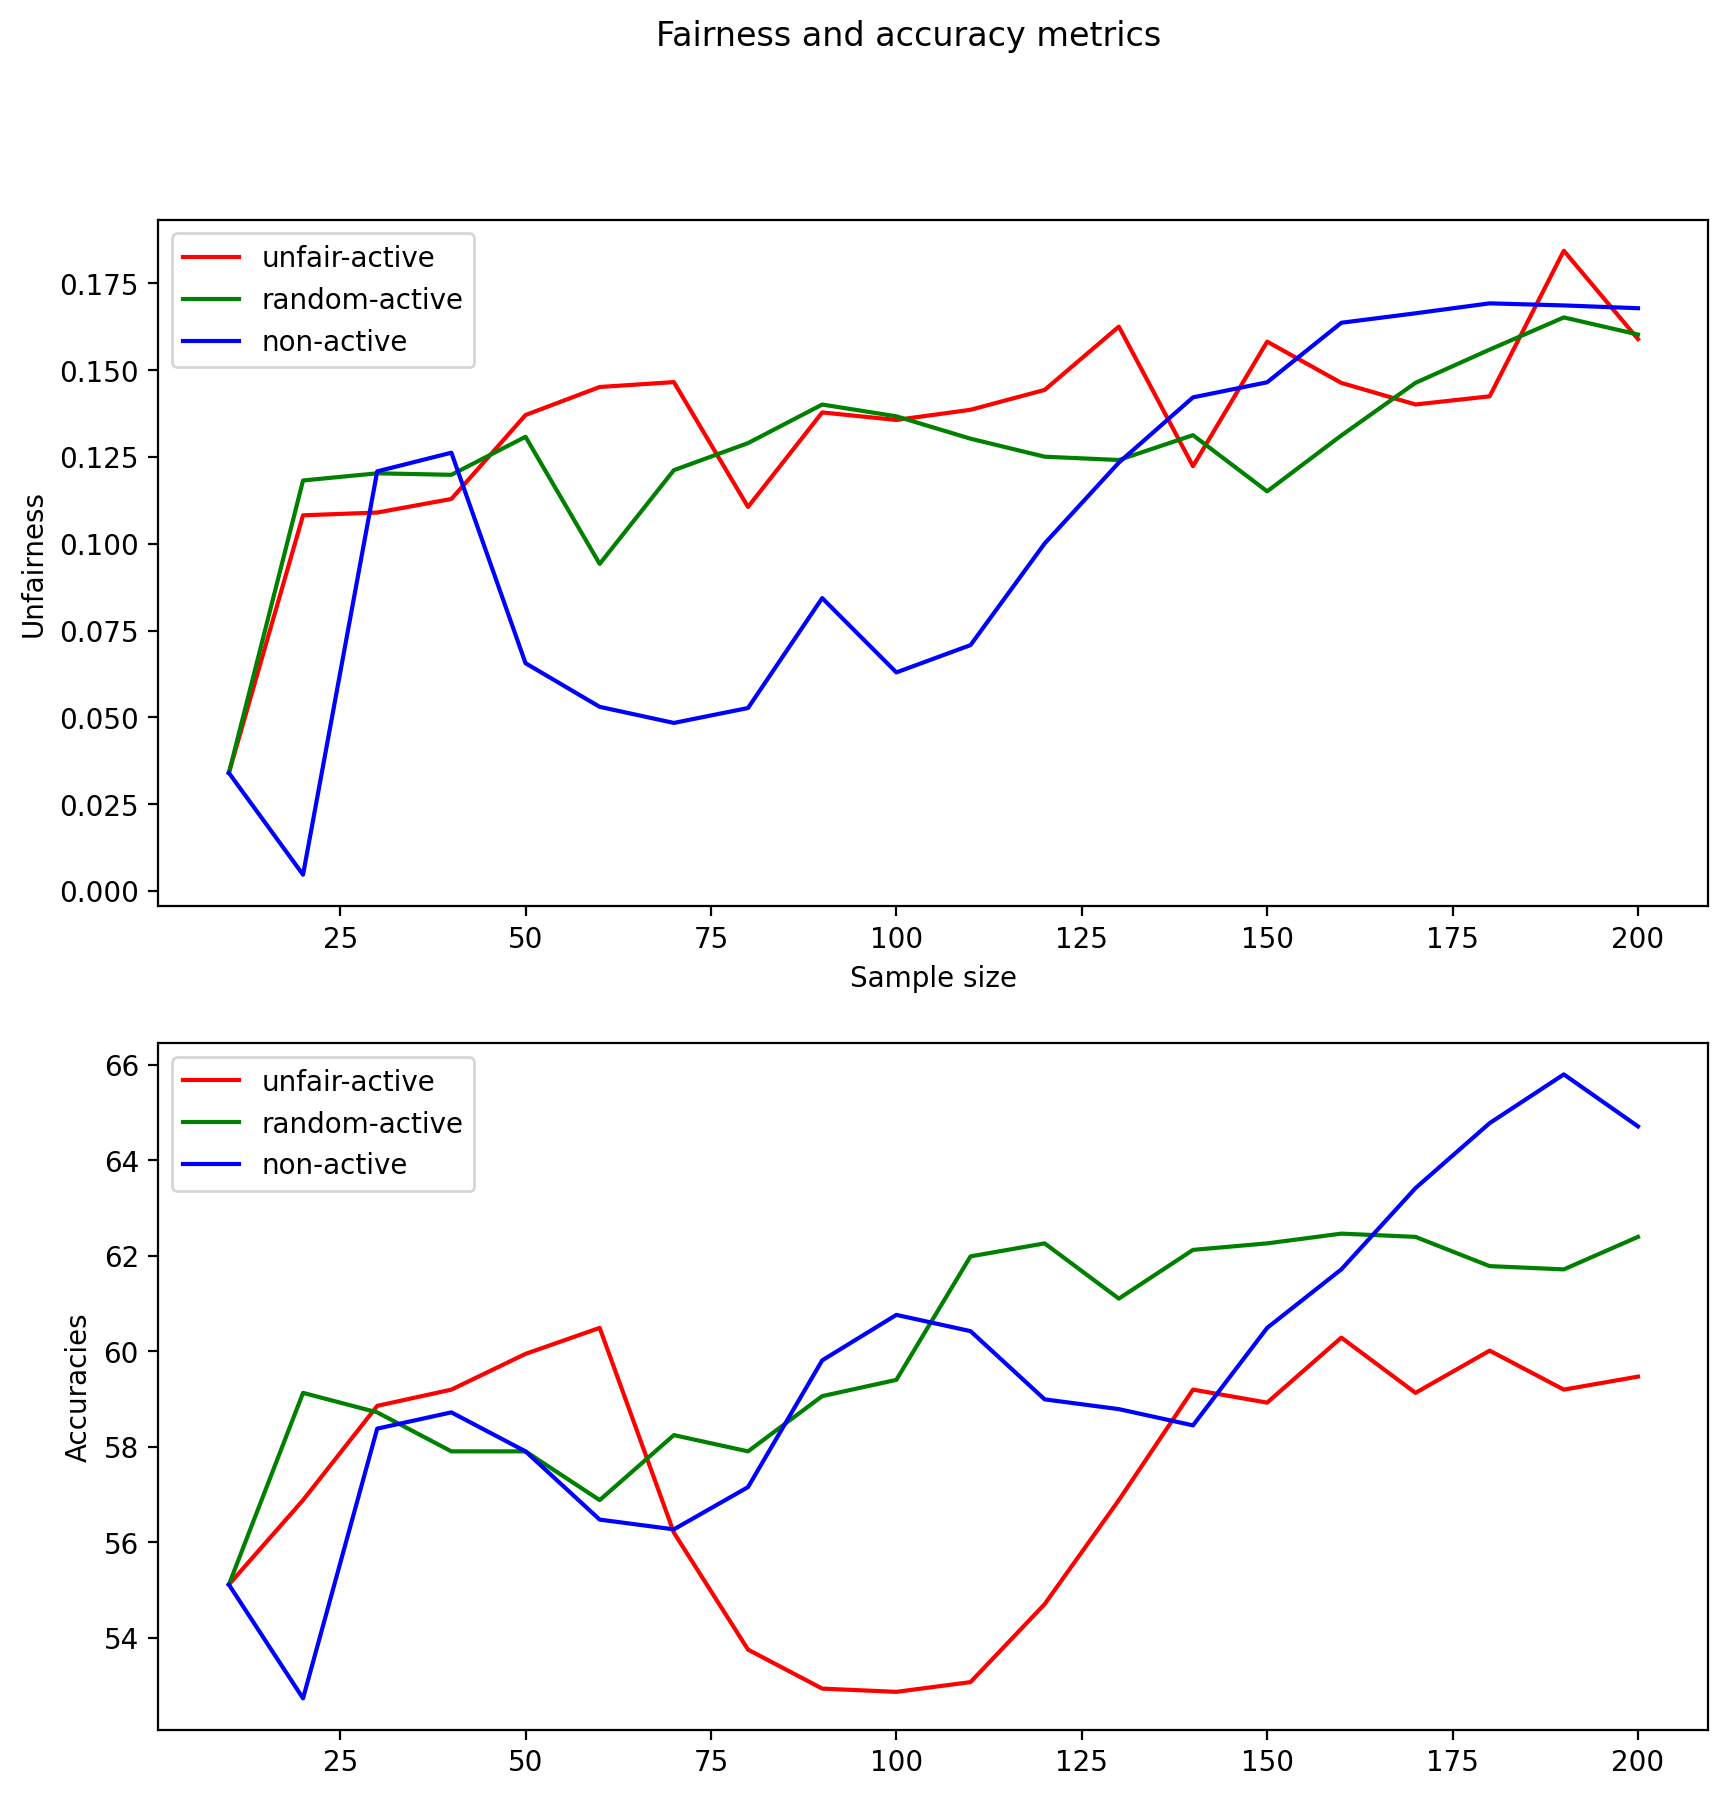 Fairness and accuracy metrics
unfair-active
random-active
non-active
0.175
0.150
0.125
0.100
0.075
0.050
0.025
0.000
Unfairness
25 50 75 100 125 150 175 200
Sample size
unfair-active
random-active
non-active
66
64
62
60
58
56
54
Accuracies
25 50 75 100 125 150 175 200